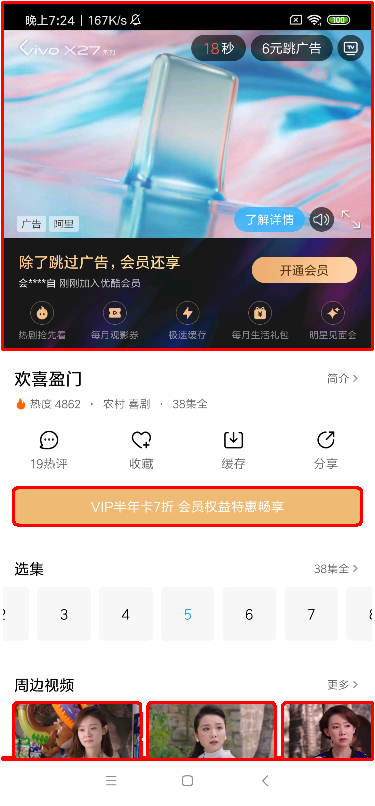 晚上7:24 | 167K/s
100
vivo X27系列
18秒
6元跳广告
TV
广告
阿里
了解详情
除了跳过广告，会员还享
会****自 刚刚加入优酷会员
开通会员
热剧抢先看
每月观影券
极速缓存
每月生活礼包
明星见面会
欢喜盈门
简介 >
热度 4862 · 农村 喜剧 · 38集全
19热评
收藏
缓存
分享
VIP半年卡7折 会员权益特惠畅享
选集
38集全 >
2
3
4
5
6
7
8
周边视频
更多 >